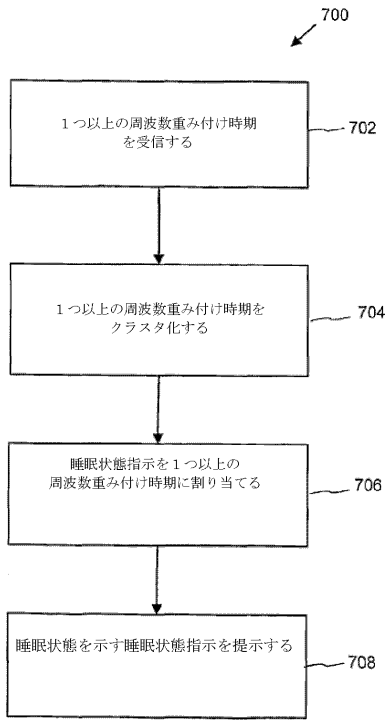 700
１つ以上の周波数重み付け時期
を受信する
702
１つ以上の周波数重み付け時期を
クラスタ化する
704
睡眠状態指示を１つ以上の
周波数重み付け時期に割り当てる
706
睡眠状態を示す睡眠状態指示を提示する
708